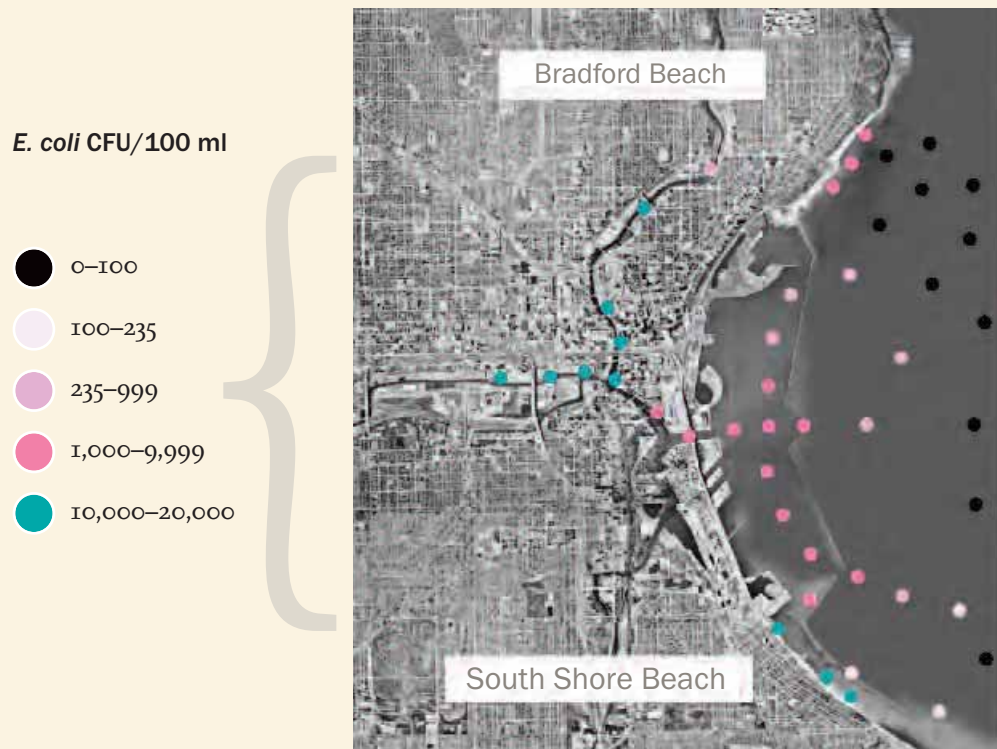 Bradford Beach
E. coli CFU/100 ml
0–100
100–235
235–999
1,000–9,999
10,000–20,000
South Shore Beach